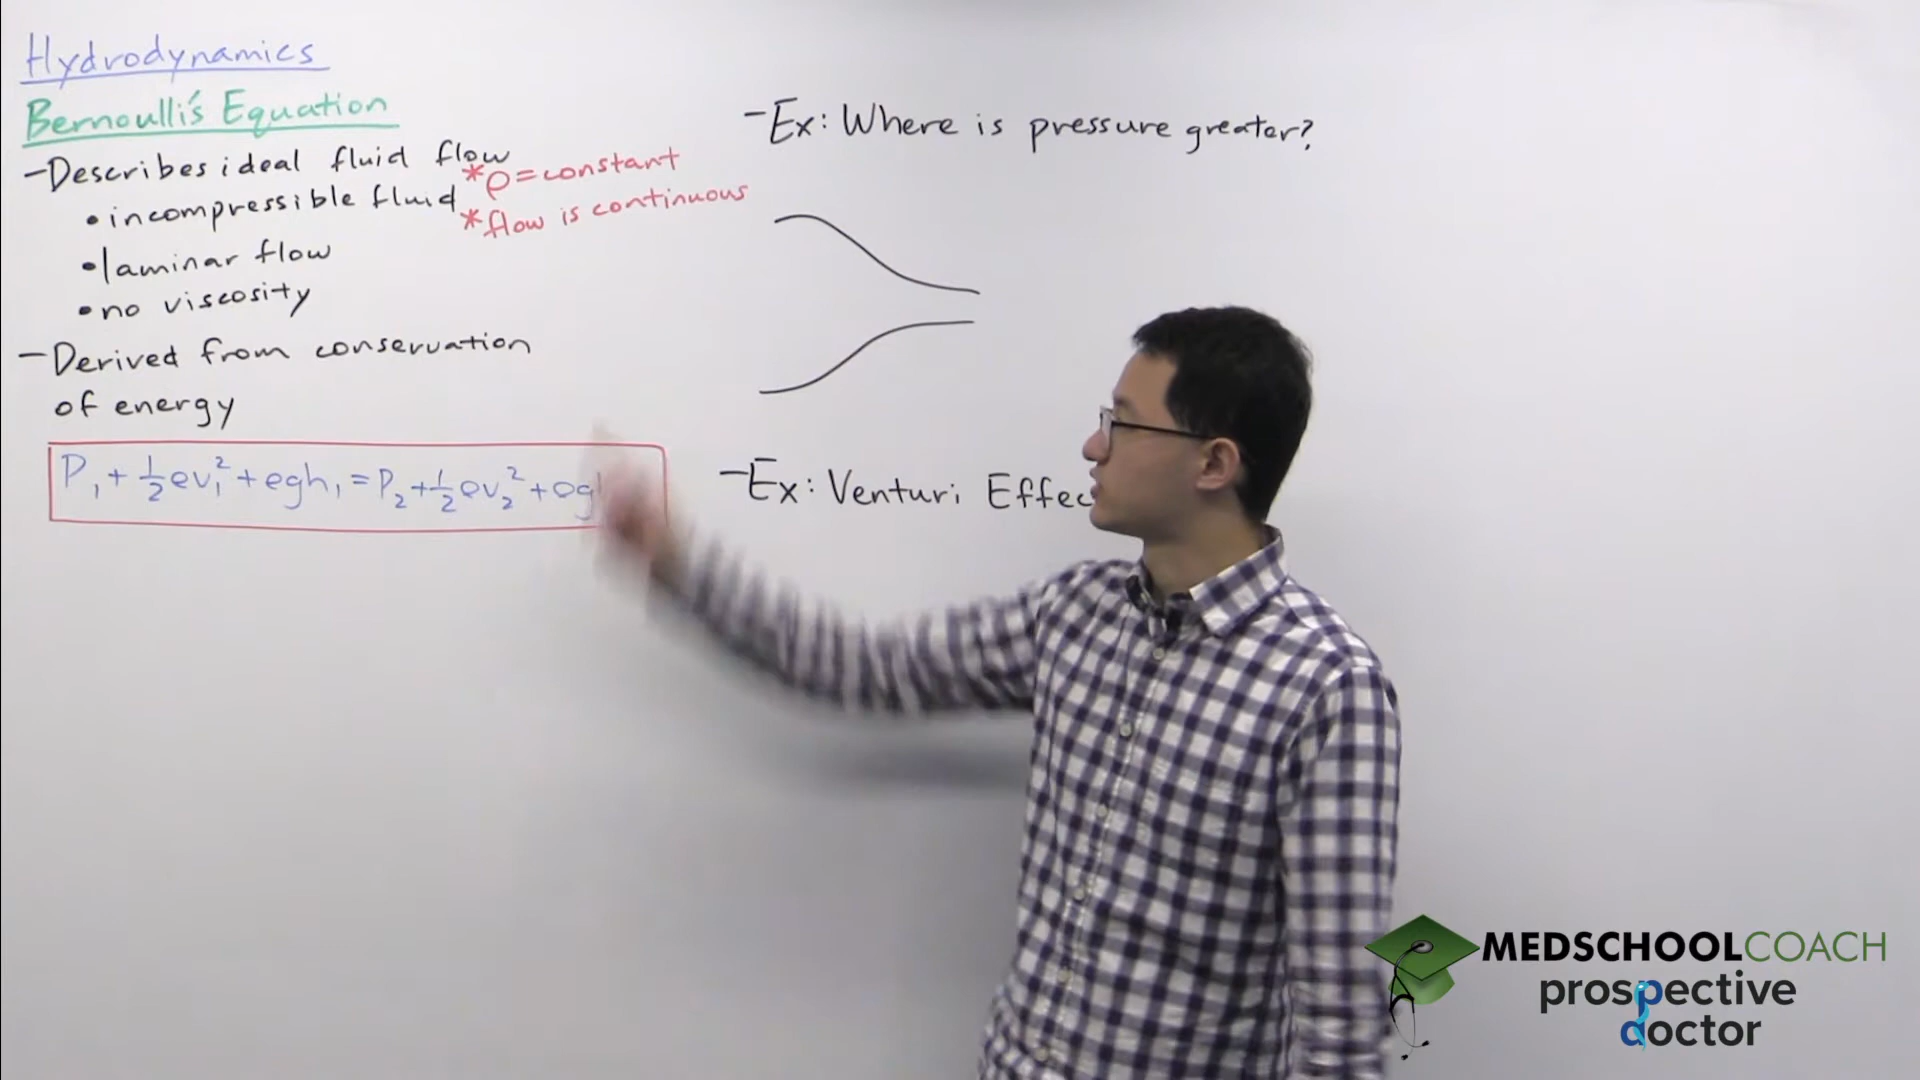 Hydrodynamics
Bernoulli's Equation
-Describes ideal fluid flow
•incompressible fluid
*ρ=constant
*flow is continuous
•laminar flow
•no viscosity
-Derived from conservation
of energy
P₁+½ρv₁²+ρgh₁=P₂+½ρv₂²+ρg
-Ex: Where is pressure greater?
-Ex: Venturi Effec
MEDSCHOOLCOACH
prospective
doctor